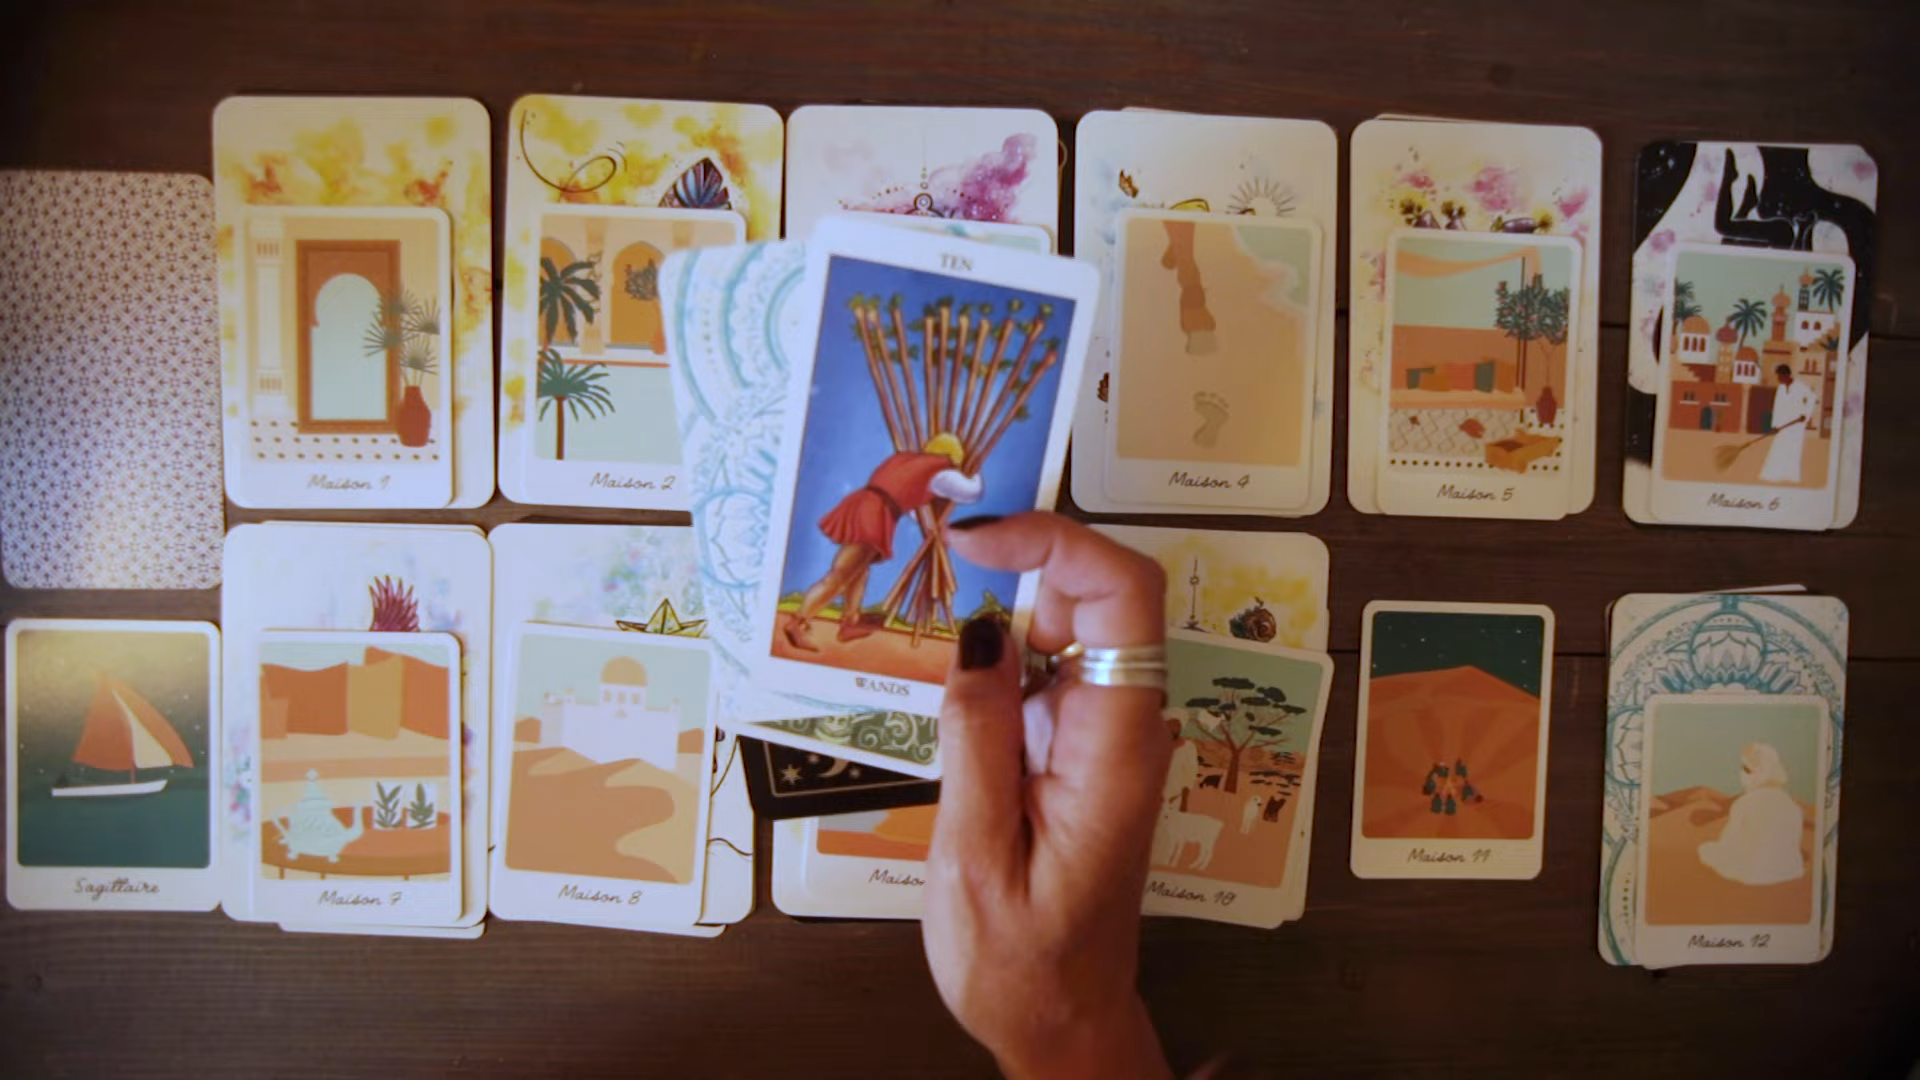 TEN
WANDS
Maison 1
Maison 2
Maison 4
Maison 5
Maison 6
Sagittaire
Maison 7
Maison 8
Maison 10
Maison 11
Maison 12